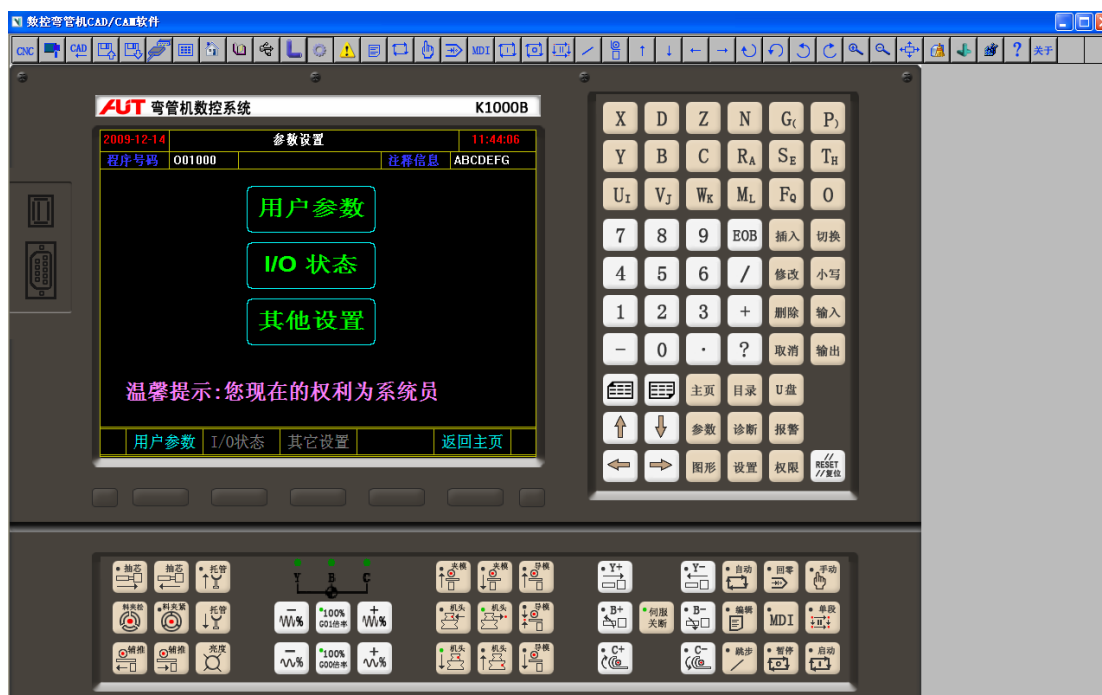 数控弯管机CAD/CAM软件
CNC CAD MDI ? 关于
AUT 弯管机数控系统 K1000B
2009-12-14 参数设置 11:44:06
程序号码 O01000 注释信息 ABCDEFG
用户参数
I/O 状态
其他设置
温馨提示:您现在的权利为系统员
用户参数 I/O状态 其它设置 返回主页
X D Z N G( P)
Y B C RA SE TH
UI VJ WK ML FQ O
7 8 9 EOB 插入 切换
4 5 6 / 修改 小写
1 2 3 + 删除 输入
- 0 · ? 取消 输出
主页 目录 U盘
参数 诊断 报警
图形 设置 权限 // RESET //复位
抽芯 抽芯 托管
Y B C
夹模 夹模 导模
Y+ Y- 自动 回零 手动
料夹松 料夹紧 托管
− % 100% G01倍率 + %
机头 机头 导模
B+ 伺服关断 B- 编辑 MDI 单段
辅推 辅推 亮度
− % 100% G00倍率 + %
机头 机头 导模
C+ C- 跳步 暂停 启动